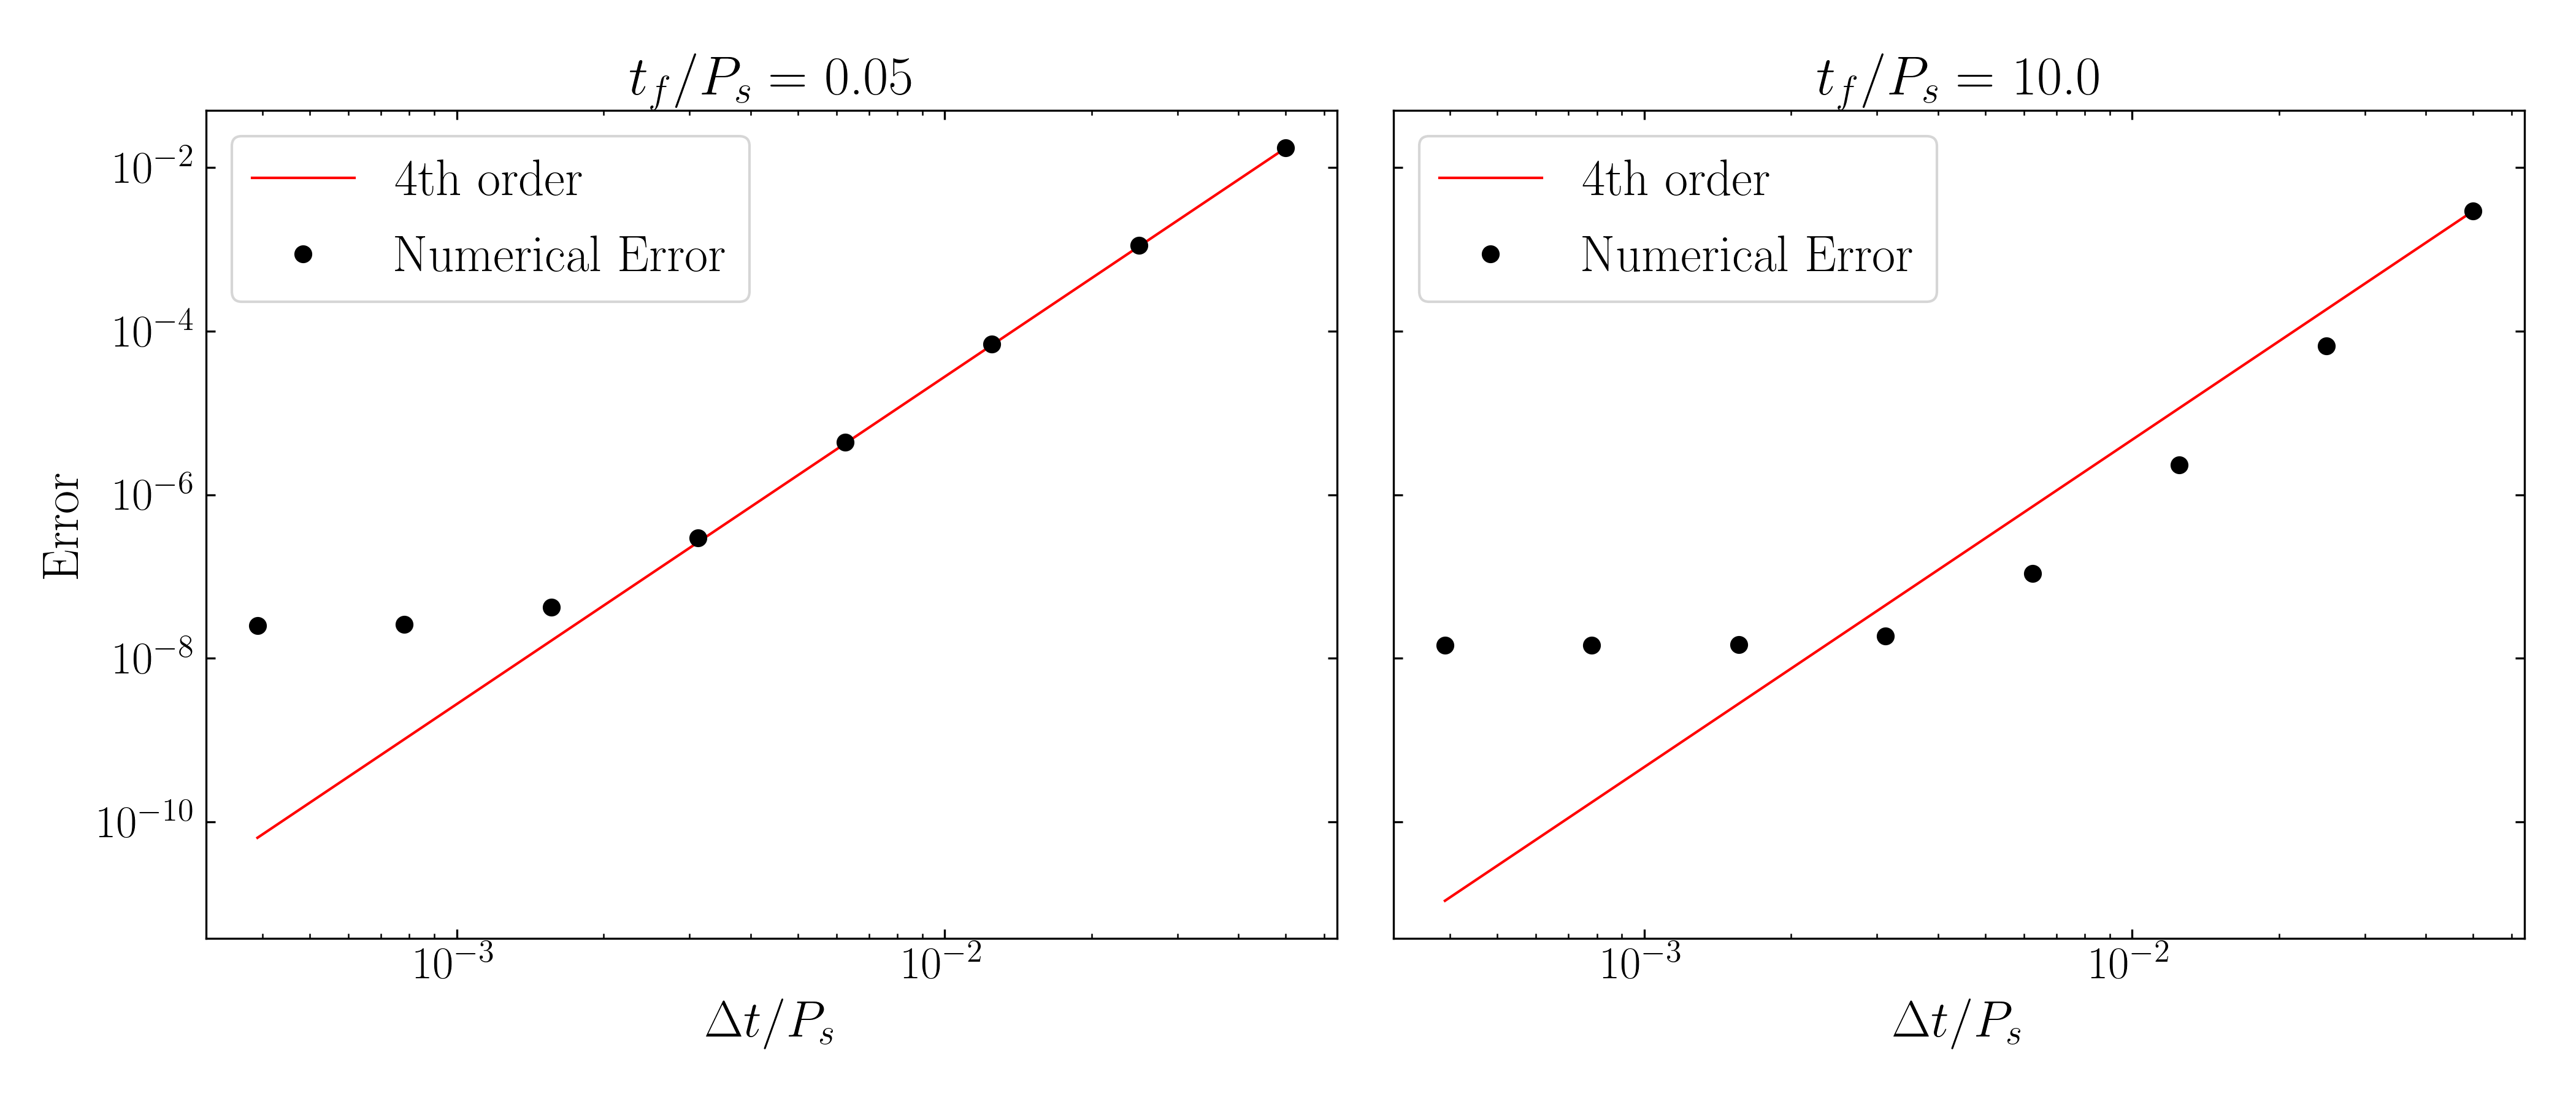 t_f/P_s = 0.05
4th order
Numerical Error
10^{-2}
10^{-4}
10^{-6}
10^{-8}
10^{-10}
Error
10^{-3}
10^{-2}
Δt/P_s
t_f/P_s = 10.0
4th order
Numerical Error
10^{-3}
10^{-2}
Δt/P_s